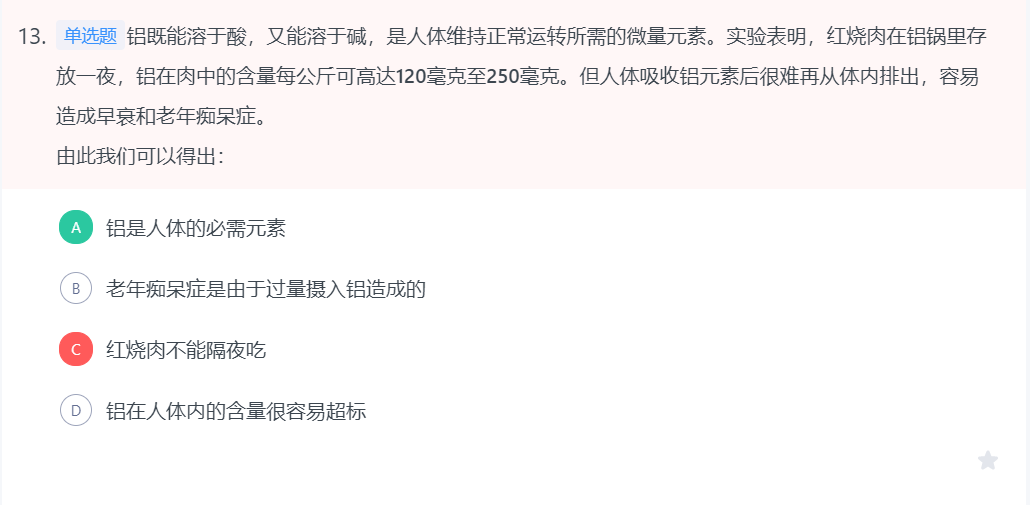 13. 单选题 铝既能溶于酸，又能溶于碱，是人体维持正常运转所需的微量元素。实验表明，红烧肉在铝锅里存
放一夜，铝在肉中的含量每公斤可高达120毫克至250毫克。但人体吸收铝元素后很难再从体内排出，容易
造成早衰和老年痴呆症。
由此我们可以得出：
A 铝是人体的必需元素
B 老年痴呆症是由于过量摄入铝造成的
C 红烧肉不能隔夜吃
D 铝在人体内的含量很容易超标